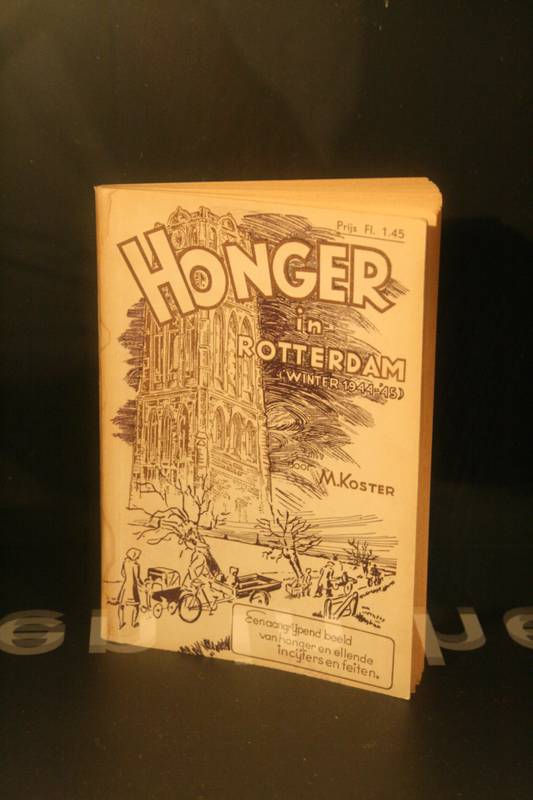 Prijs Fl. 1.45
HONGER
in
ROTTERDAM
(WINTER 1944-'45)
door M.KOSTER
Een aangrijpend beeld
van honger en ellende
in cijfers en feiten.